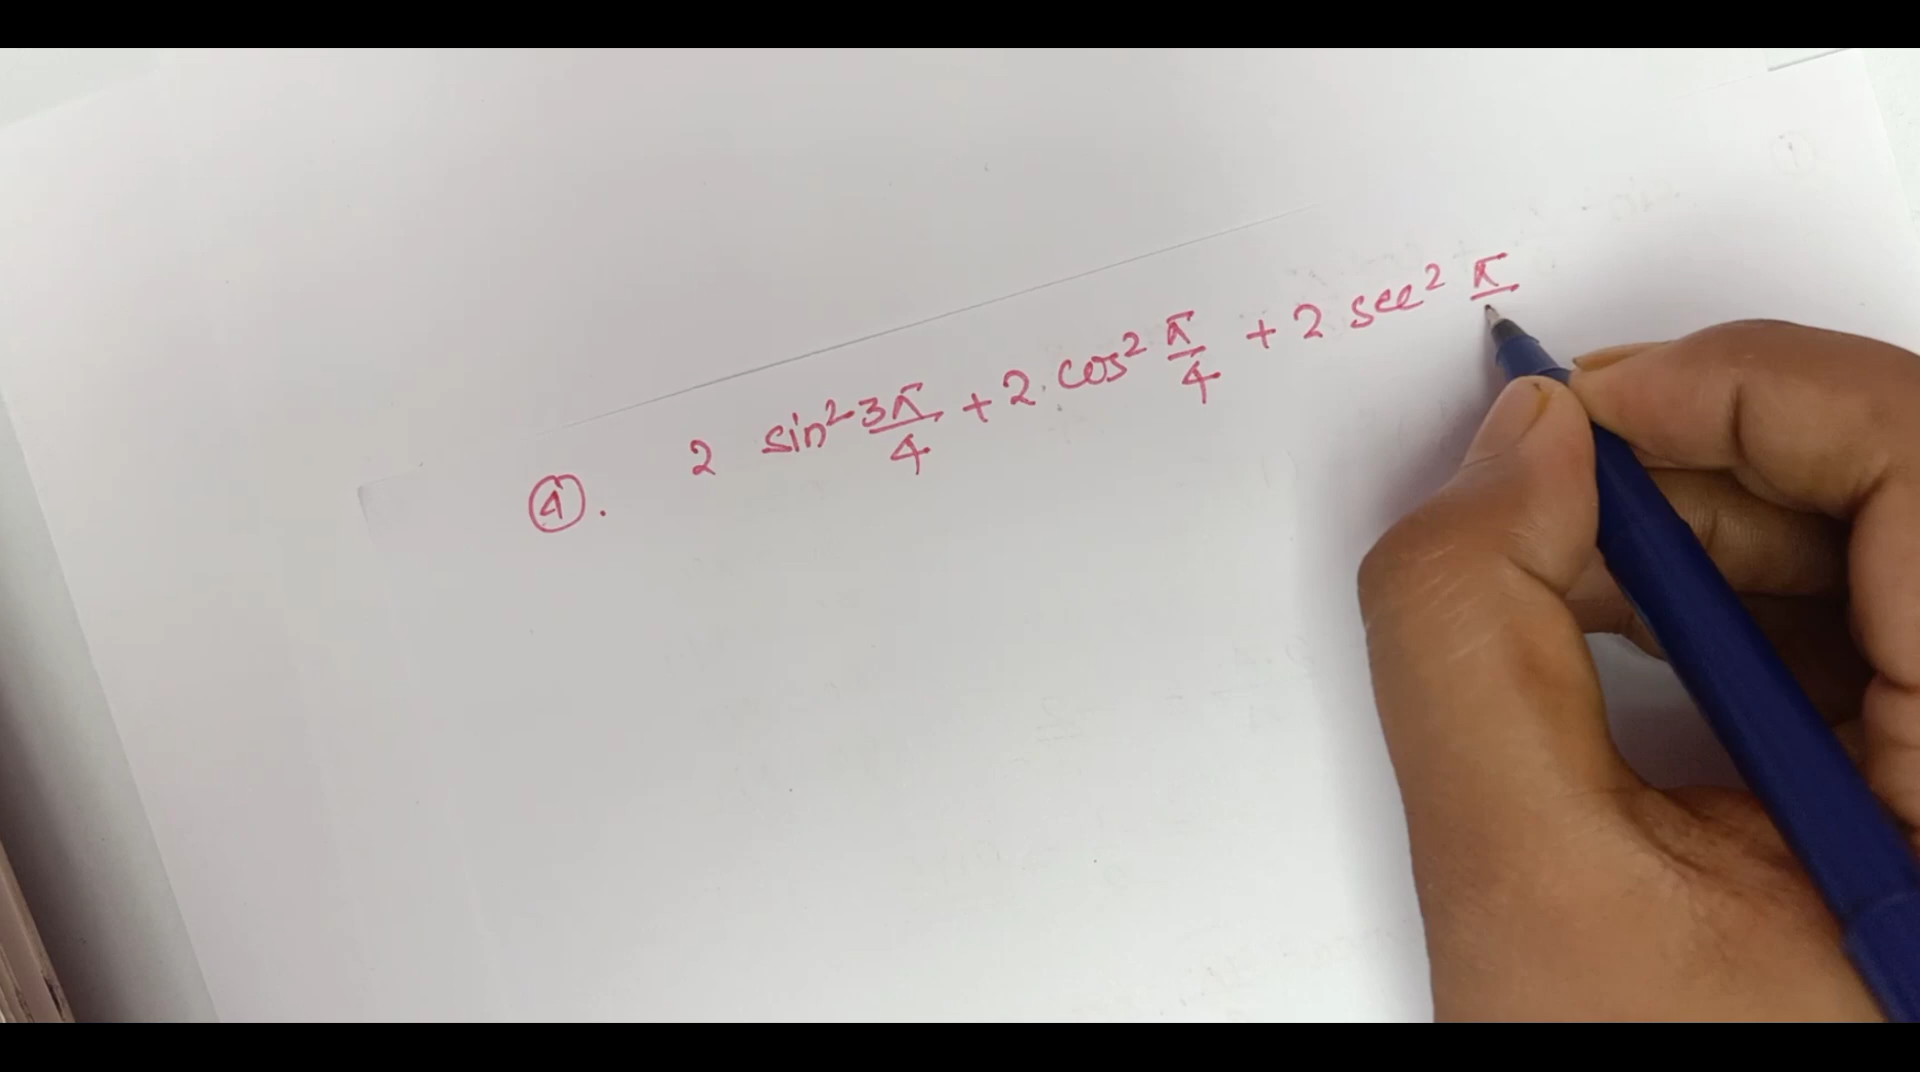 ④. 2 sin² 3π/4 + 2. cos² π/4 + 2 sec² π/